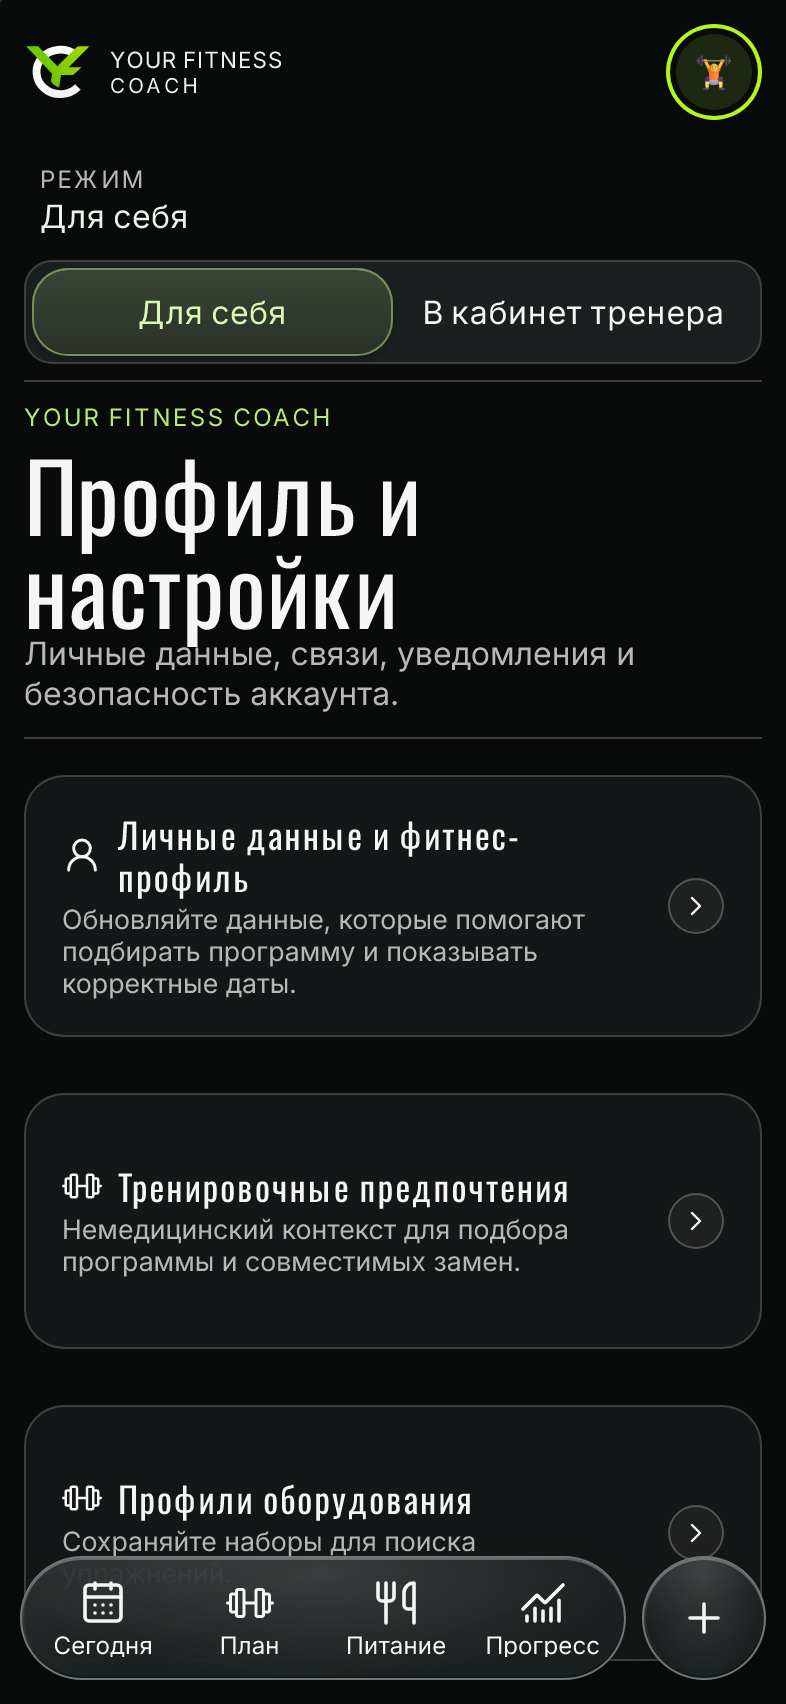 YOUR FITNESS
COACH
РЕЖИМ
Для себя
Для себя
В кабинет тренера
YOUR FITNESS COACH
Профиль и
настройки
Личные данные, связи, уведомления и
безопасность аккаунта.
Личные данные и фитнес-
профиль
Обновляйте данные, которые помогают
подбирать программу и показывать
корректные даты.
Тренировочные предпочтения
Немедицинский контекст для подбора
программы и совместимых замен.
Профили оборудования
Сохраняйте наборы для поиска
упражнений.
Сегодня
План
Питание
Прогресс